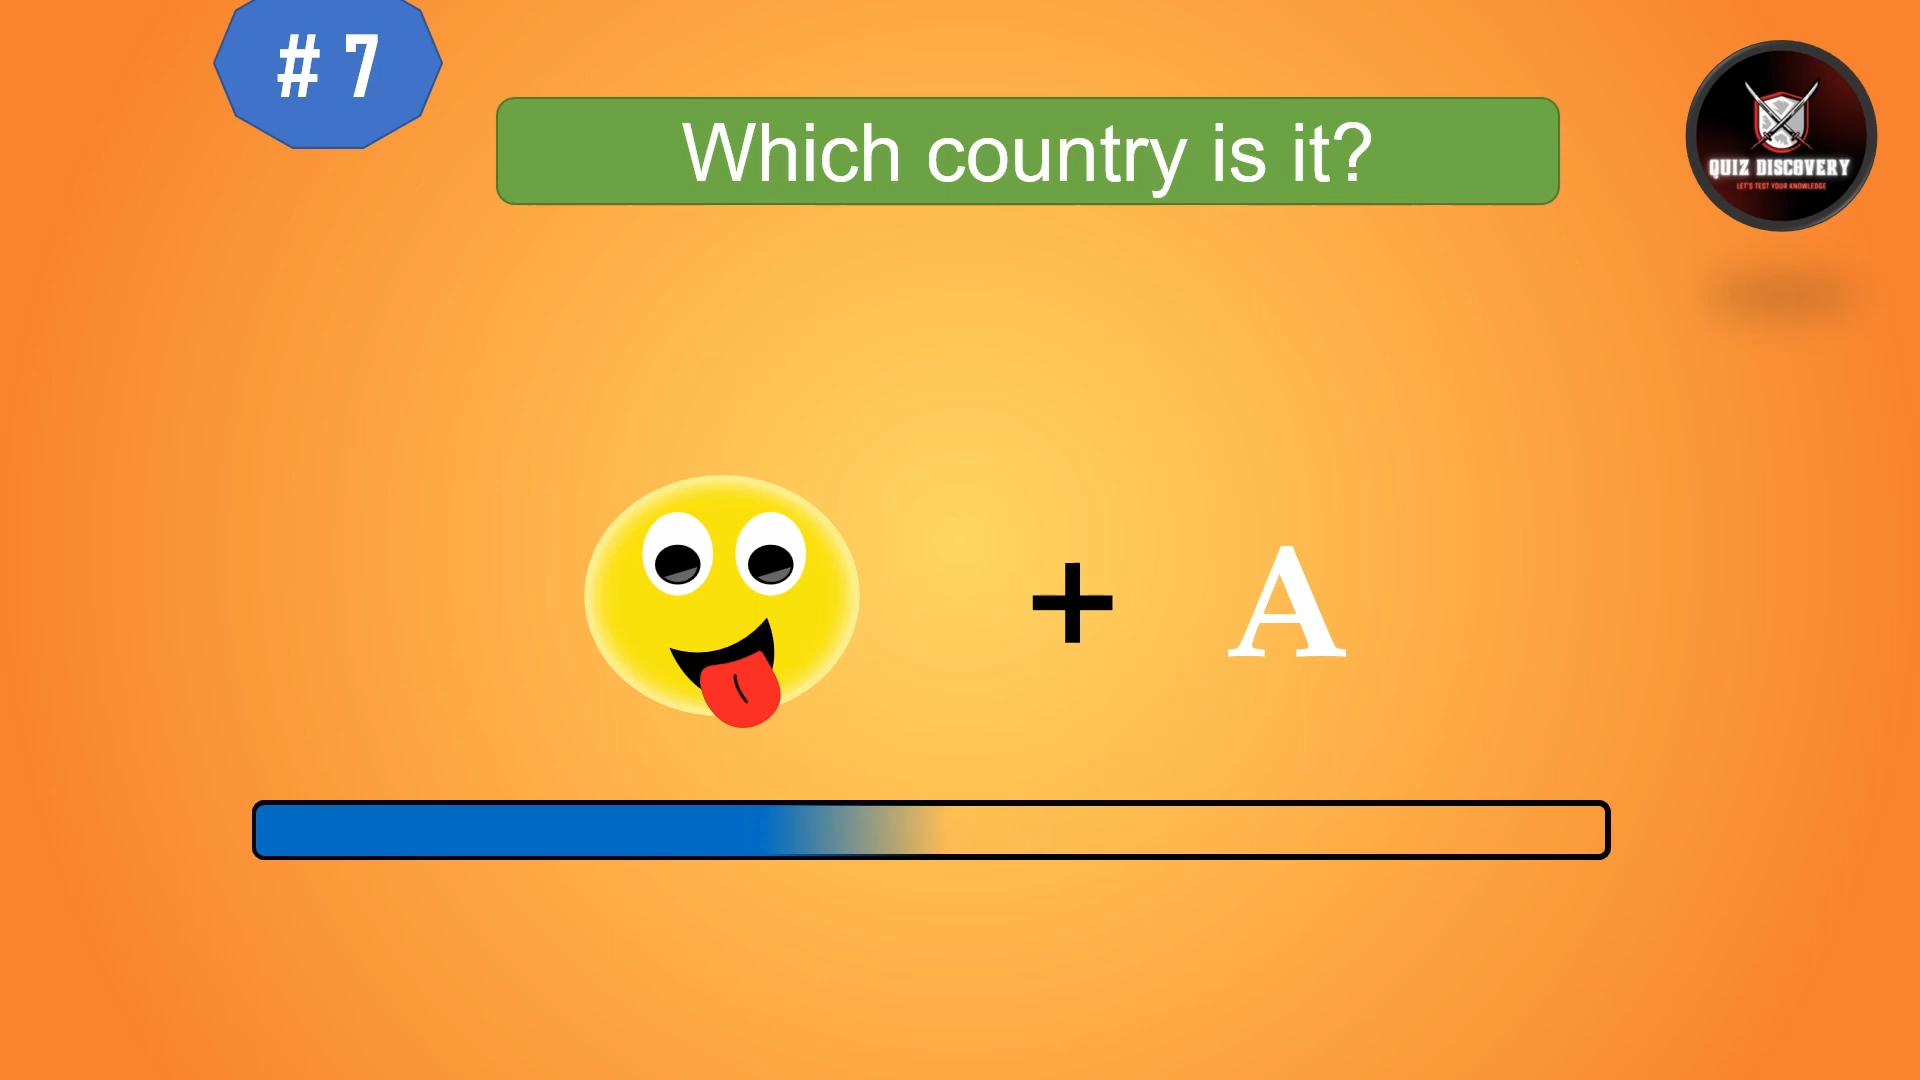 # 7
Which country is it?
QUIZ DISCOVERY
LET'S TEST YOUR KNOWLEDGE
+ A